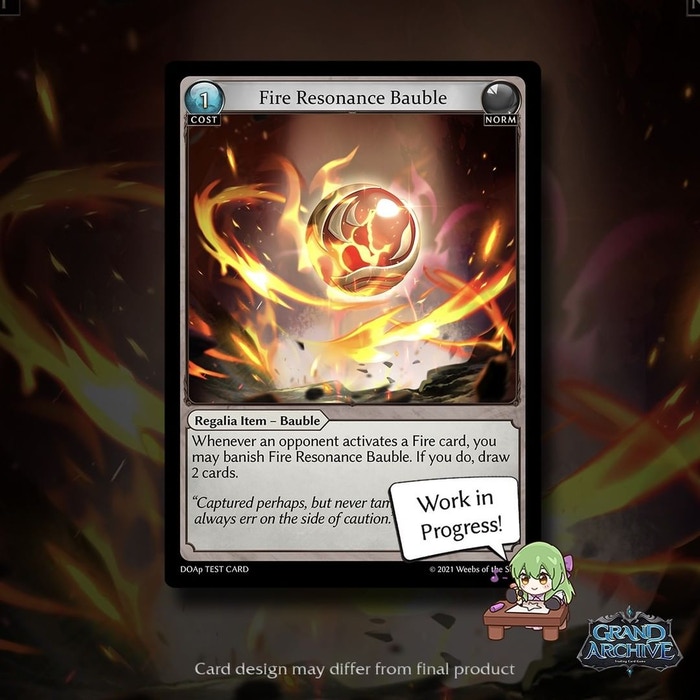 1
COST
Fire Resonance Bauble
NORM
Regalia Item – Bauble
Whenever an opponent activates a Fire card, you
may banish Fire Resonance Bauble. If you do, draw
2 cards.
“Captured perhaps, but never
always err on the side of caution.
Work in
Progress!
DOAp TEST CARD
© 2021 Weebs of the
GRAND
ARCHIVE
Trading Card Game
Card design may differ from final product